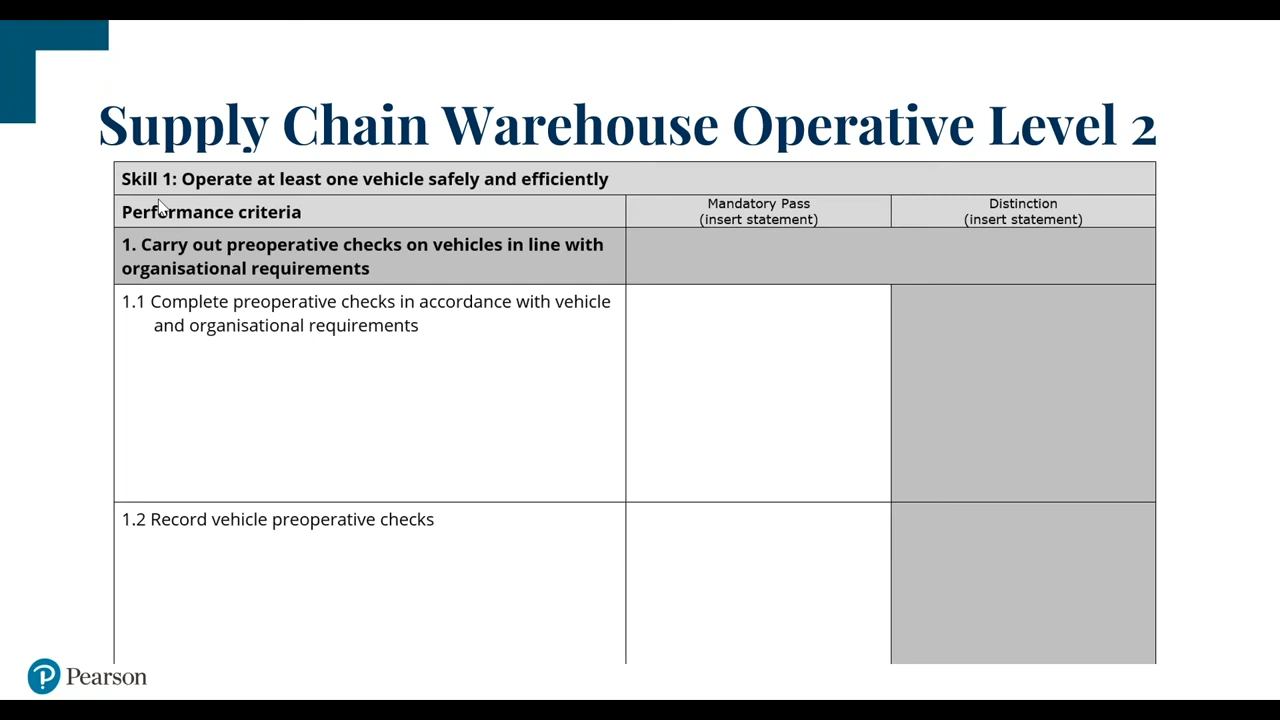 Supply Chain Warehouse Operative Level 2
Skill 1: Operate at least one vehicle safely and efficiently
Performance criteria
Mandatory Pass
(insert statement)
Distinction
(insert statement)
1. Carry out preoperative checks on vehicles in line with
organisational requirements
1.1 Complete preoperative checks in accordance with vehicle
and organisational requirements
1.2 Record vehicle preoperative checks
Pearson